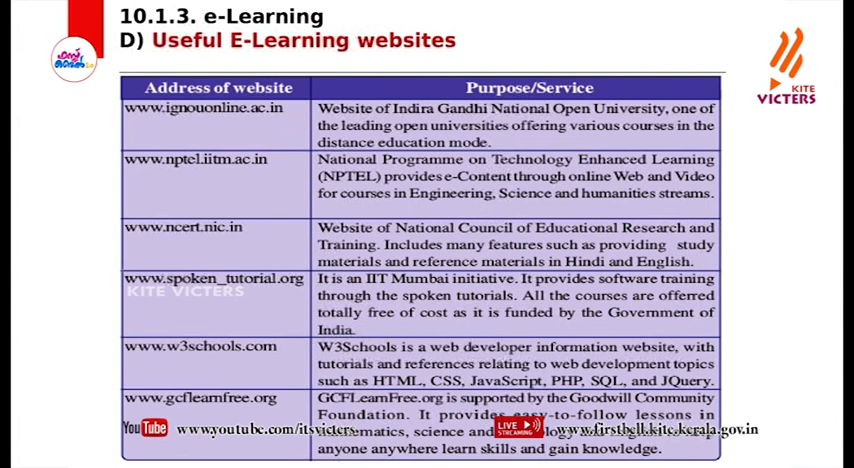 10.1.3. e-Learning
D) Useful E-Learning websites
KITE
VICTERS
Address of website
Purpose/Service
www.ignouonline.ac.in
Website of Indira Gandhi National Open University, one of
the leading open universities offering various courses in the
distance education mode.
www.nptel.iitm.ac.in
National Programme on Technology Enhanced Learning
(NPTEL) provides e-Content through online Web and Video
for courses in Engineering, Science and humanities streams.
www.ncert.nic.in
Website of National Council of Educational Research and
Training. Includes many features such as providing study
materials and reference materials in Hindi and English.
www.spoken_tutorial.org
KITE VICTERS
It is an IIT Mumbai initiative. It provides software training
through the spoken tutorials. All the courses are offerred
totally free of cost as it is funded by the Government of
India.
www.w3schools.com
W3Schools is a web developer information website, with
tutorials and references relating to web development topics
such as HTML, CSS, JavaScript, PHP, SQL, and JQuery.
www.gcflearnfree.org
GCFLearnFree.org is supported by the Goodwill Community
Foundation. It provides easy-to-follow lessons in
science and
anyone anywhere learn skills and gain knowledge.
YouTube www.youtube.com/itsvicters
LIVE
STREAMING
www.firstbell.kite.kerala.gov.in